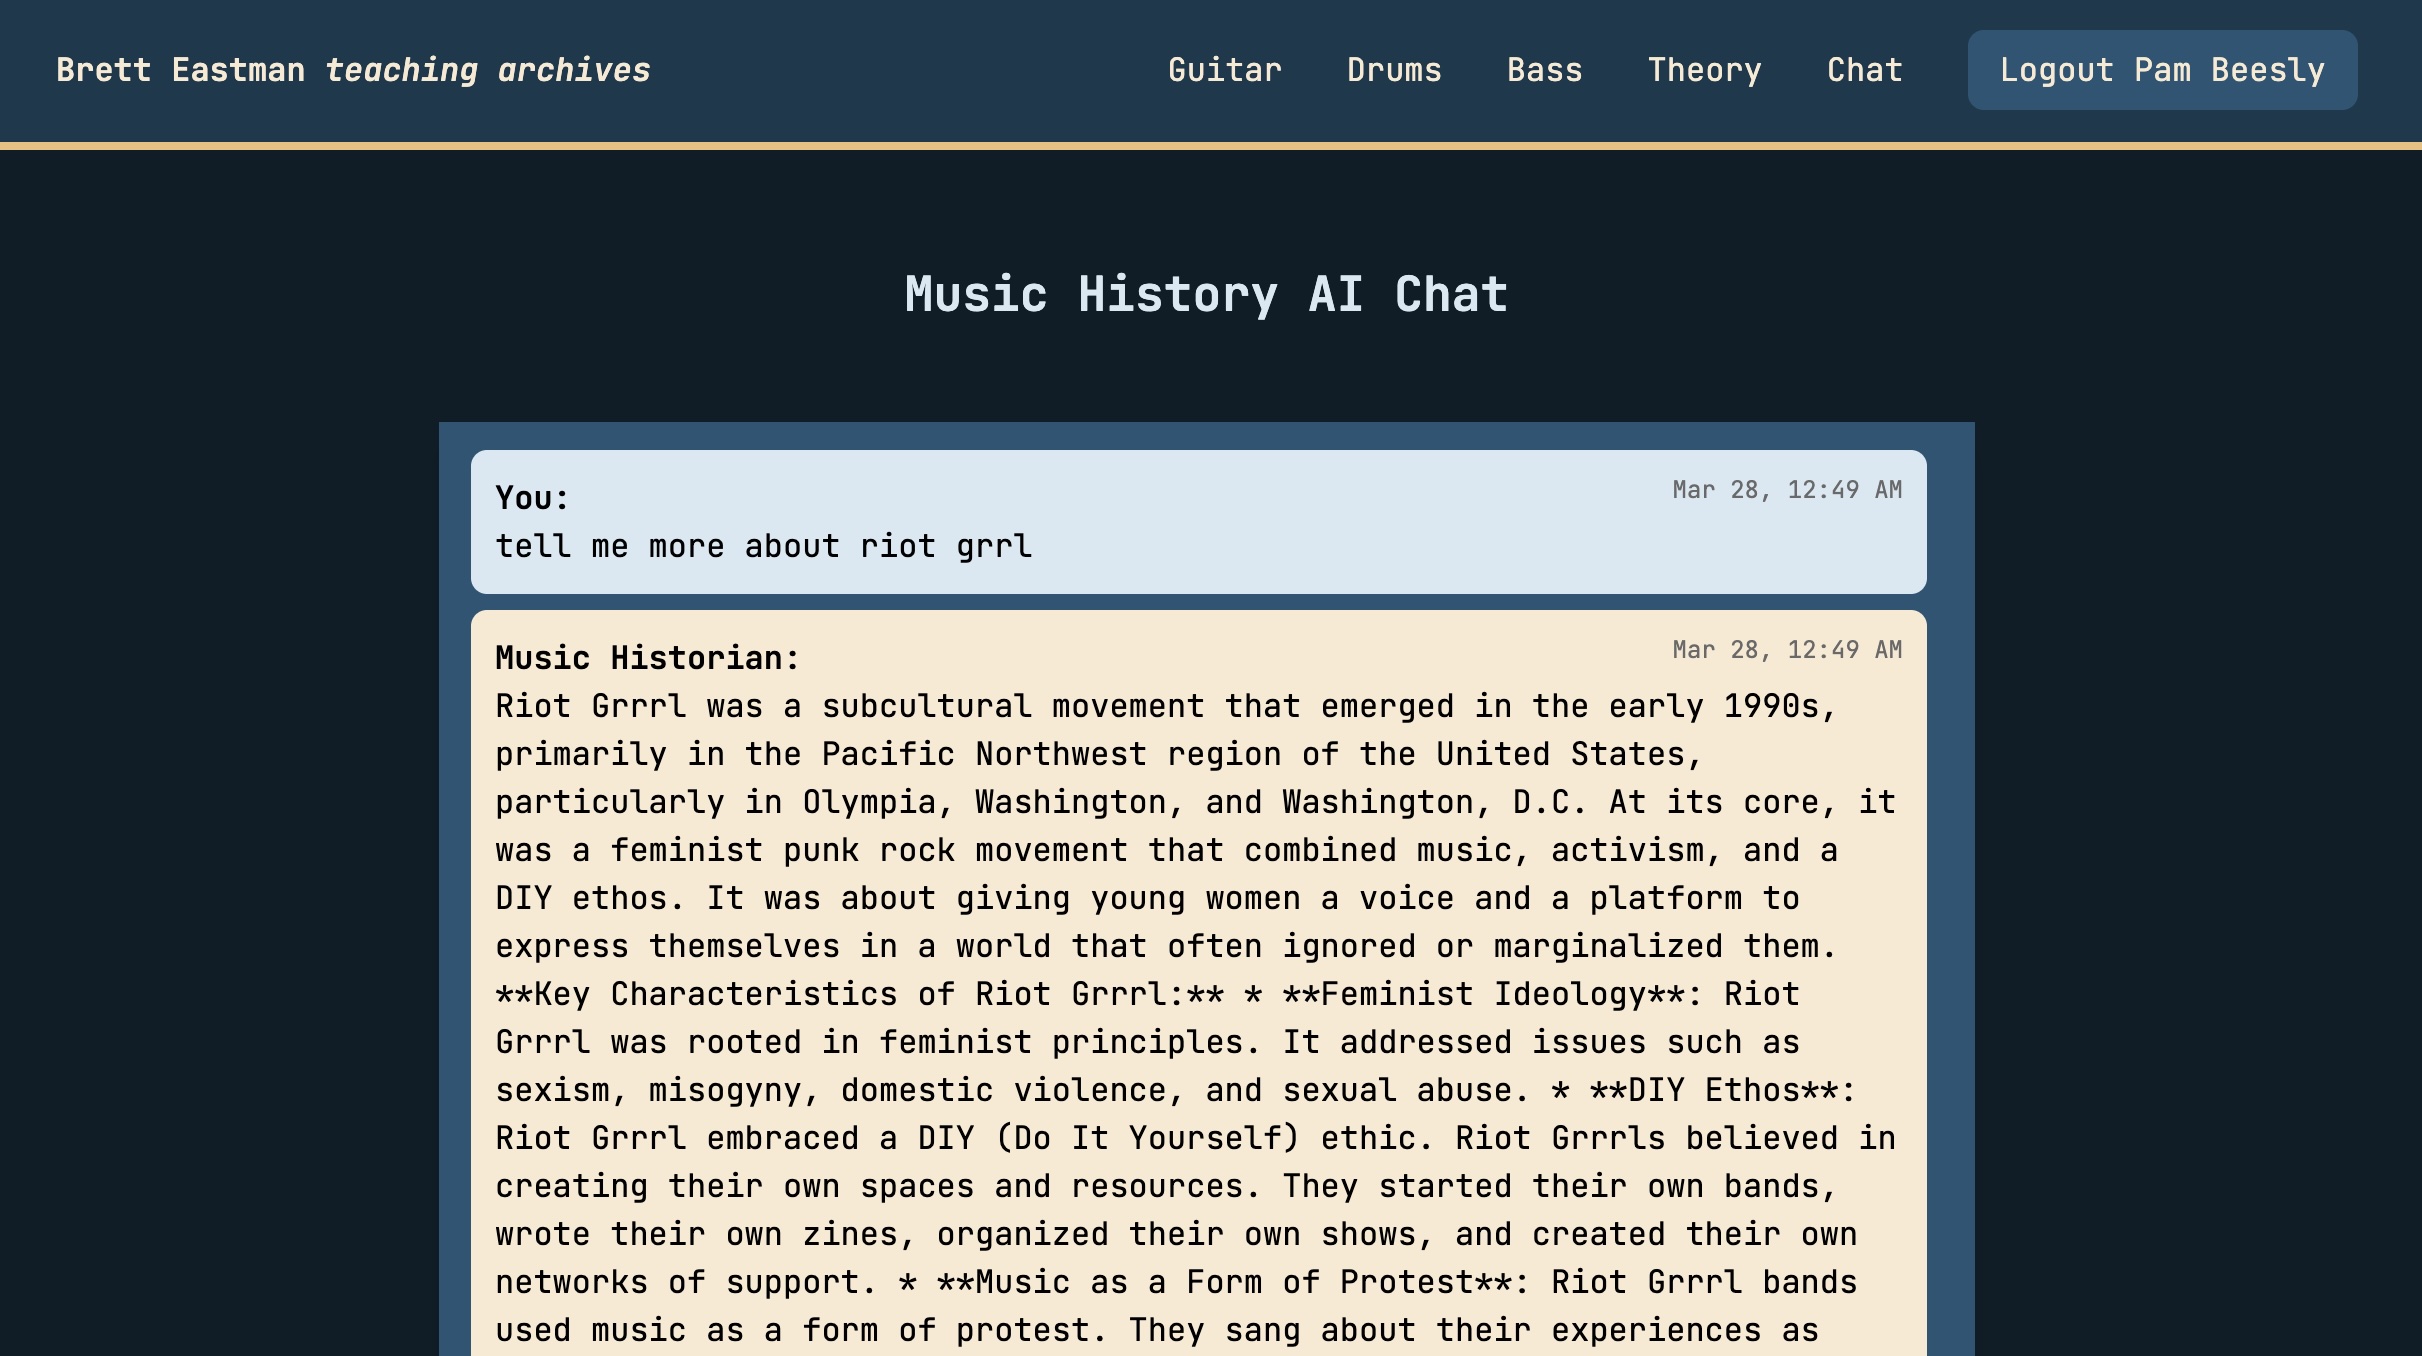 Brett Eastman teaching archives
Guitar Drums Bass Theory Chat Logout Pam Beesly
Music History AI Chat
You: Mar 28, 12:49 AM
tell me more about riot grrl
Music Historian: Mar 28, 12:49 AM
Riot Grrrl was a subcultural movement that emerged in the early 1990s,
primarily in the Pacific Northwest region of the United States,
particularly in Olympia, Washington, and Washington, D.C. At its core, it
was a feminist punk rock movement that combined music, activism, and a
DIY ethos. It was about giving young women a voice and a platform to
express themselves in a world that often ignored or marginalized them.
**Key Characteristics of Riot Grrrl:** * **Feminist Ideology**: Riot
Grrrl was rooted in feminist principles. It addressed issues such as
sexism, misogyny, domestic violence, and sexual abuse. * **DIY Ethos**:
Riot Grrrl embraced a DIY (Do It Yourself) ethic. Riot Grrrls believed in
creating their own spaces and resources. They started their own bands,
wrote their own zines, organized their own shows, and created their own
networks of support. * **Music as a Form of Protest**: Riot Grrrl bands
used music as a form of protest. They sang about their experiences as